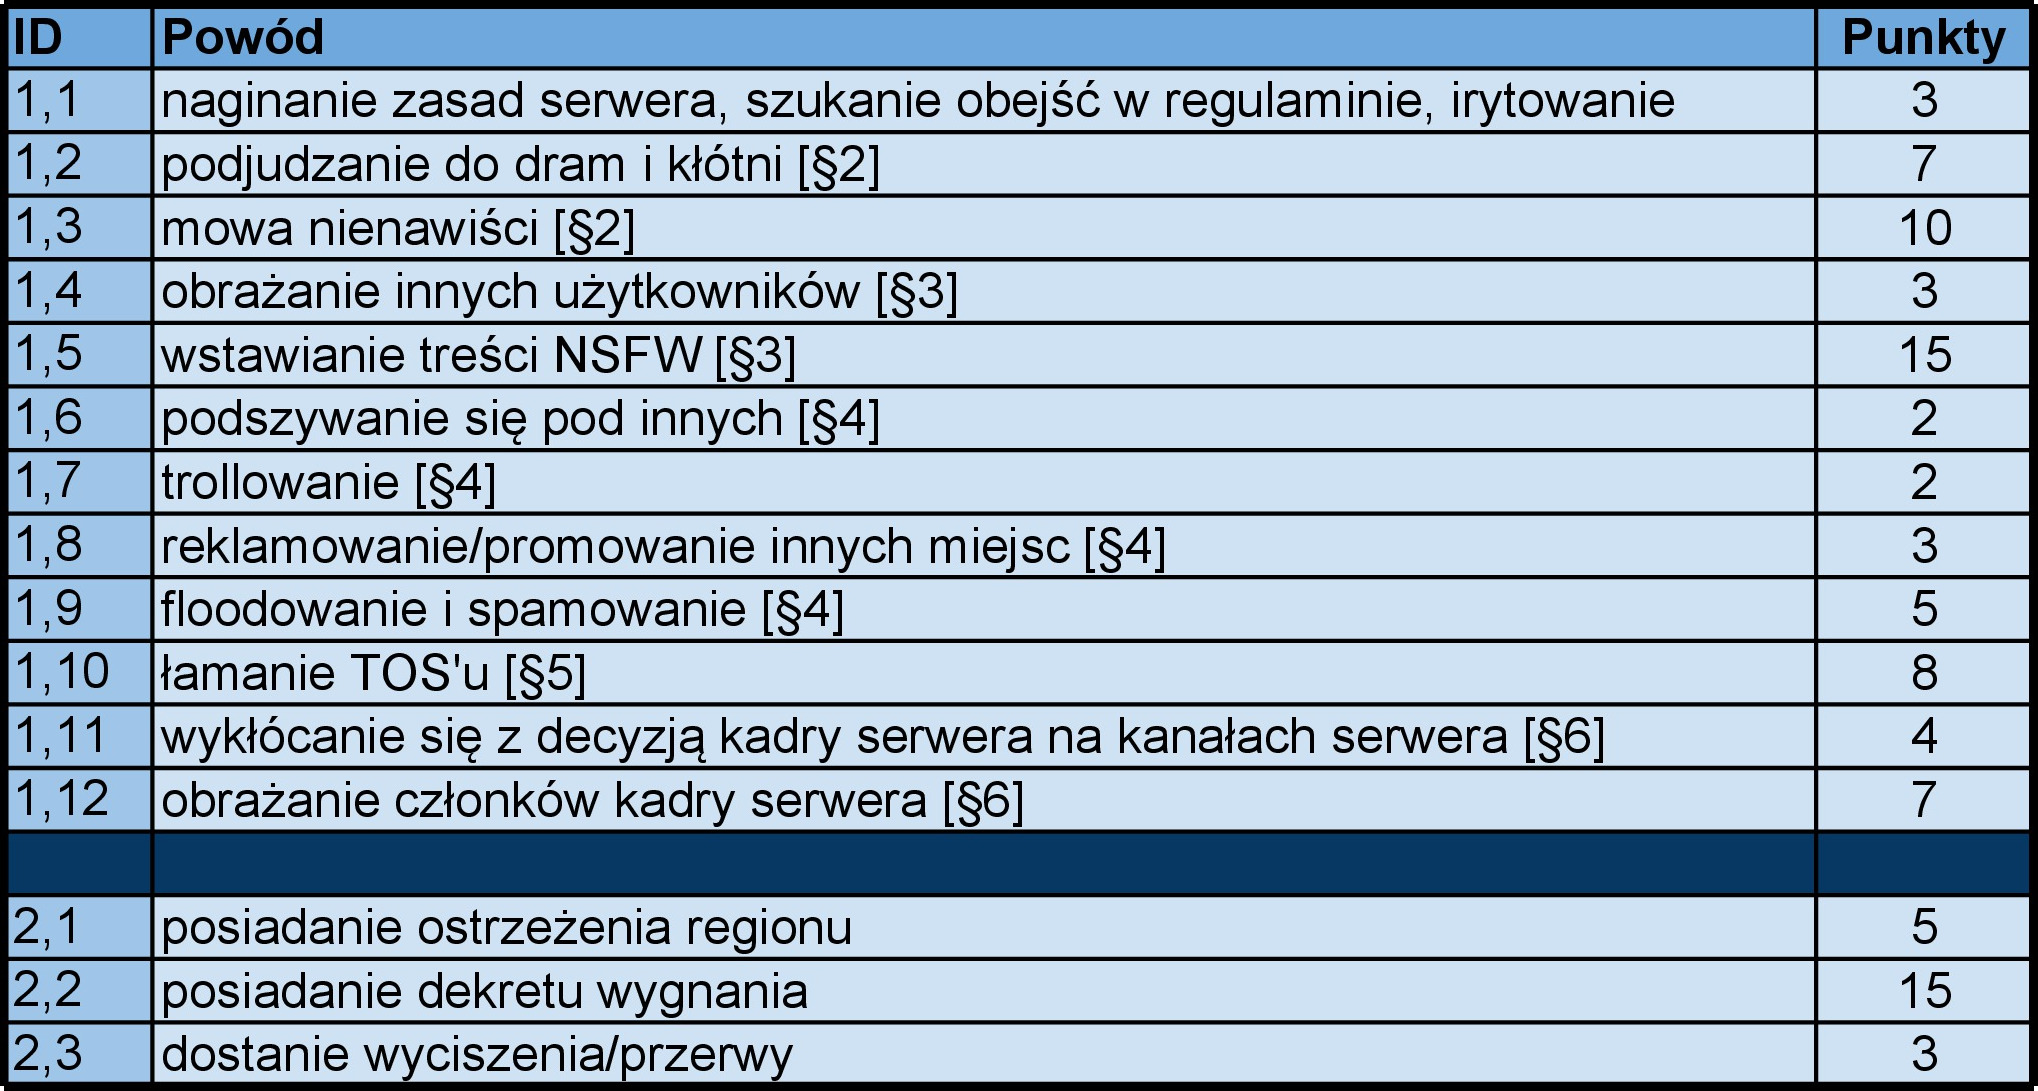 ID Powód Punkty
1,1 naginanie zasad serwera, szukanie obejść w regulaminie, irytowanie 3
1,2 podjudzanie do dram i kłótni [§2] 7
1,3 mowa nienawiści [§2] 10
1,4 obrażanie innych użytkowników [§3] 3
1,5 wstawianie treści NSFW [§3] 15
1,6 podszywanie się pod innych [§4] 2
1,7 trollowanie [§4] 2
1,8 reklamowanie/promowanie innych miejsc [§4] 3
1,9 floodowanie i spamowanie [§4] 5
1,10 łamanie TOS'u [§5] 8
1,11 wykłócanie się z decyzją kadry serwera na kanałach serwera [§6] 4
1,12 obrażanie członków kadry serwera [§6] 7
2,1 posiadanie ostrzeżenia regionu 5
2,2 posiadanie dekretu wygnania 15
2,3 dostanie wyciszenia/przerwy 3